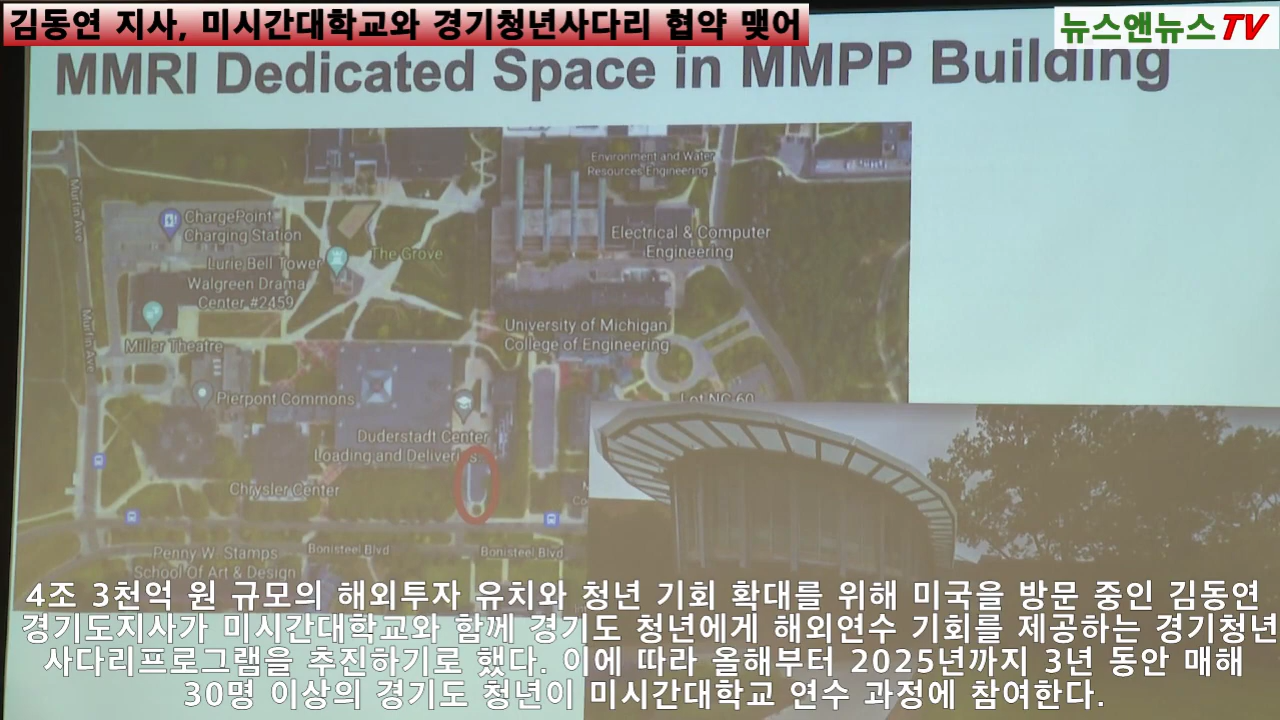 김동연 지사, 미시간대학교와 경기청년사다리 협약 맺어
뉴스앤뉴스TV
MMRI Dedicated Space in MMPP Building
Environment and Water
Resources Engineering
Murfin Ave
ChargePoint
Charging Station
Electrical & Computer
Engineering
Lurie Bell Tower
The Grove
Walgreen Drama
Center #2459
Murfin Ave
University of Michigan
College of Engineering
Miller Theatre
Pierpont Commons
Lot NC 60
Duderstadt Center
Loading and Deliveries
Chrysler Center
Penny W. Stamps
School Of Art & Design
Bonisteel Blvd
Bonisteel Blvd
4조 3천억 원 규모의 해외투자 유치와 청년 기회 확대를 위해 미국을 방문 중인 김동연
경기도지사가 미시간대학교와 함께 경기도 청년에게 해외연수 기회를 제공하는 경기청년
사다리프로그램을 추진하기로 했다. 이에 따라 올해부터 2025년까지 3년 동안 매해
30명 이상의 경기도 청년이 미시간대학교 연수 과정에 참여한다.